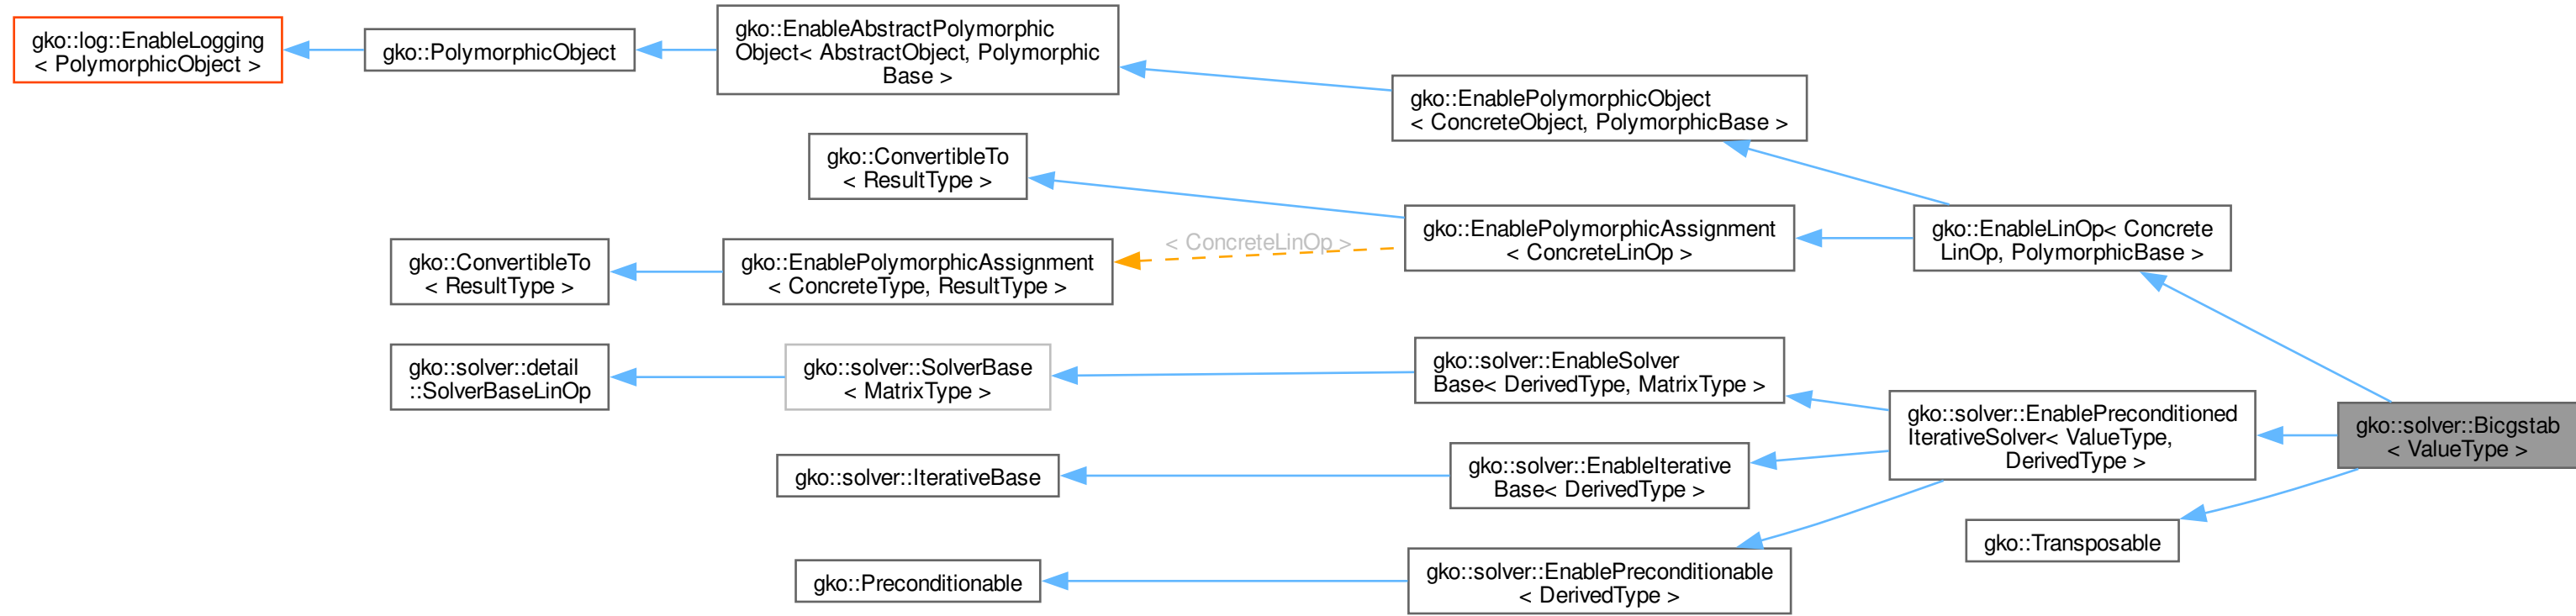 gko::log::EnableLogging
< PolymorphicObject >
gko::PolymorphicObject
gko::EnableAbstractPolymorphic
Object< AbstractObject, Polymorphic
Base >
gko::EnablePolymorphicObject
< ConcreteObject, PolymorphicBase >
gko::ConvertibleTo
< ResultType >
gko::EnablePolymorphicAssignment
< ConcreteLinOp >
gko::EnableLinOp< Concrete
LinOp, PolymorphicBase >
< ConcreteLinOp >
gko::ConvertibleTo
< ResultType >
gko::EnablePolymorphicAssignment
< ConcreteType, ResultType >
gko::solver::detail
::SolverBaseLinOp
gko::solver::SolverBase
< MatrixType >
gko::solver::EnableSolver
Base< DerivedType, MatrixType >
gko::solver::EnablePreconditioned
IterativeSolver< ValueType,
DerivedType >
gko::solver::Bicgstab
< ValueType >
gko::solver::IterativeBase
gko::solver::EnableIterative
Base< DerivedType >
gko::Transposable
gko::Preconditionable
gko::solver::EnablePreconditionable
< DerivedType >